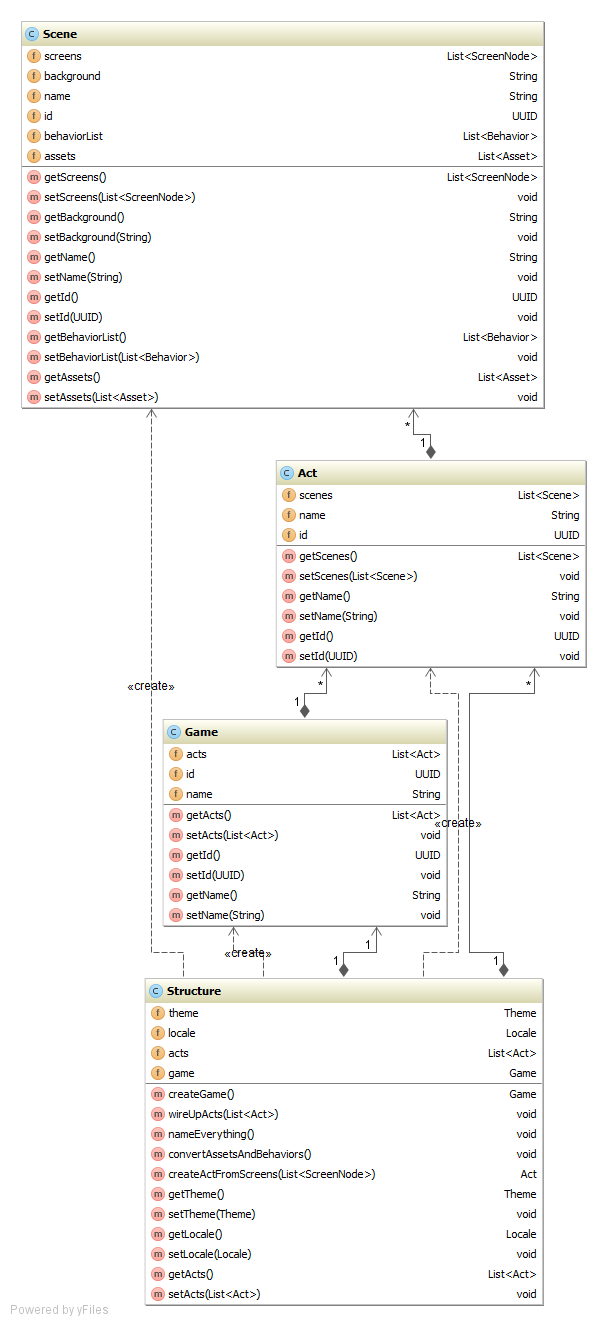 C Scene
f screens List<ScreenNode>
f background String
f name String
f id UUID
f behaviorList List<Behavior>
f assets List<Asset>
m getScreens() List<ScreenNode>
m setScreens(List<ScreenNode>) void
m getBackground() String
m setBackground(String) void
m getName() String
m setName(String) void
m getId() UUID
m setId(UUID) void
m getBehaviorList() List<Behavior>
m setBehaviorList(List<Behavior>) void
m getAssets() List<Asset>
m setAssets(List<Asset>) void
*
1
C Act
f scenes List<Scene>
f name String
f id UUID
m getScenes() List<Scene>
m setScenes(List<Scene>) void
m getName() String
m setName(String) void
m getId() UUID
m setId(UUID) void
«create»
* *
1
C Game
f acts List<Act>
f id UUID
f name String
m getActs() List<Act>
«create»
m setActs(List<Act>) void
m getId() UUID
m setId(UUID) void
m getName() String
m setName(String) void
1
«create»
1 1
C Structure
f theme Theme
f locale Locale
f acts List<Act>
f game Game
m createGame() Game
m wireUpActs(List<Act>) void
m nameEverything() void
m convertAssetsAndBehaviors() void
m createActFromScreens(List<ScreenNode>) Act
m getTheme() Theme
m setTheme(Theme) void
m getLocale() Locale
m setLocale(Locale) void
m getActs() List<Act>
m setActs(List<Act>) void
Powered by yFiles